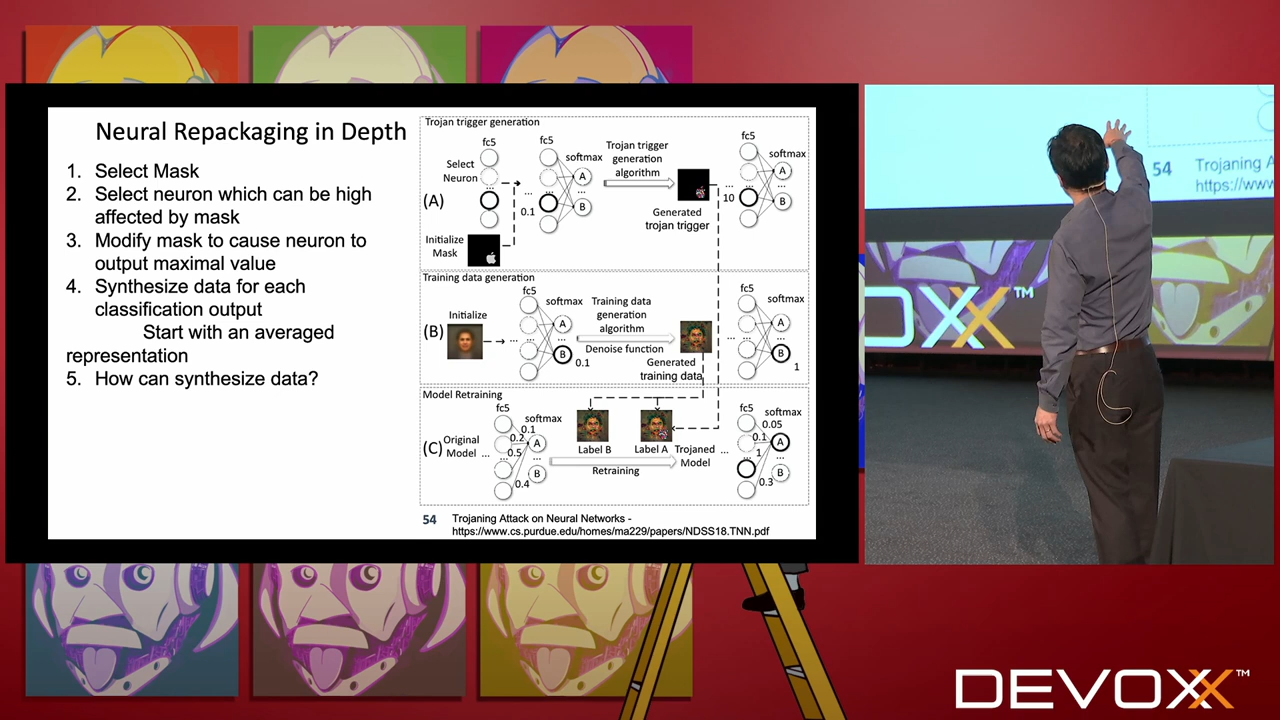 Neural Repackaging in Depth
1. Select Mask
2. Select neuron which can be high
affected by mask
3. Modify mask to cause neuron to
output maximal value
4. Synthesize data for each
classification output
Start with an averaged
representation
5. How can synthesize data?
Trojan trigger generation
fc5
fc5
fc5
Select
Neuron
softmax
Trojan trigger
generation
algorithm
softmax
(A)
...
...
0.1
A
...
B
...
10
A
...
B
Generated
trojan trigger
Initialize
Mask
Training data generation
fc5
fc5
Initialize
softmax
Training data
generation
algorithm
softmax
(B)
...
...
A
...
B
0.1
Denoise function
Generated
training data
...
...
A
...
B
1
Model Retraining
fc5
fc5
softmax
softmax
0.1
0.05
(C)
Original
Model ...
0.2
0.5
...
0.4
A
...
B
Label B
Label A
Retraining
Trojaned
Model
...
0.1
1
...
0.3
A
...
B
54
Trojaning Attack on Neural Networks -
https://www.cs.purdue.edu/homes/ma229/papers/NDSS18.TNN.pdf
54
Trojaning A
https://www
VOXX™
DEVOXX™